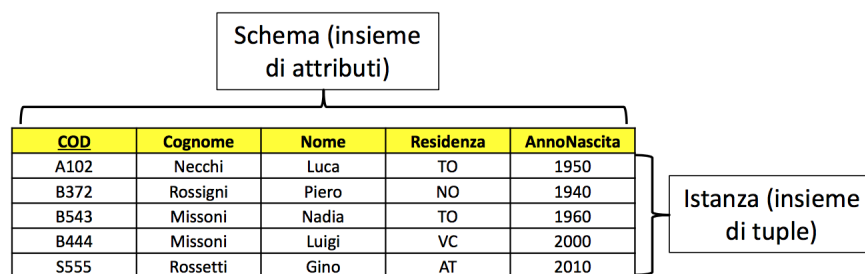 Schema (insieme
di attributi)
COD Cognome Nome Residenza AnnoNascita
A102 Necchi Luca TO 1950
B372 Rossigni Piero NO 1940
B543 Missoni Nadia TO 1960
B444 Missoni Luigi VC 2000
S555 Rossetti Gino AT 2010
Istanza (insieme
di tuple)